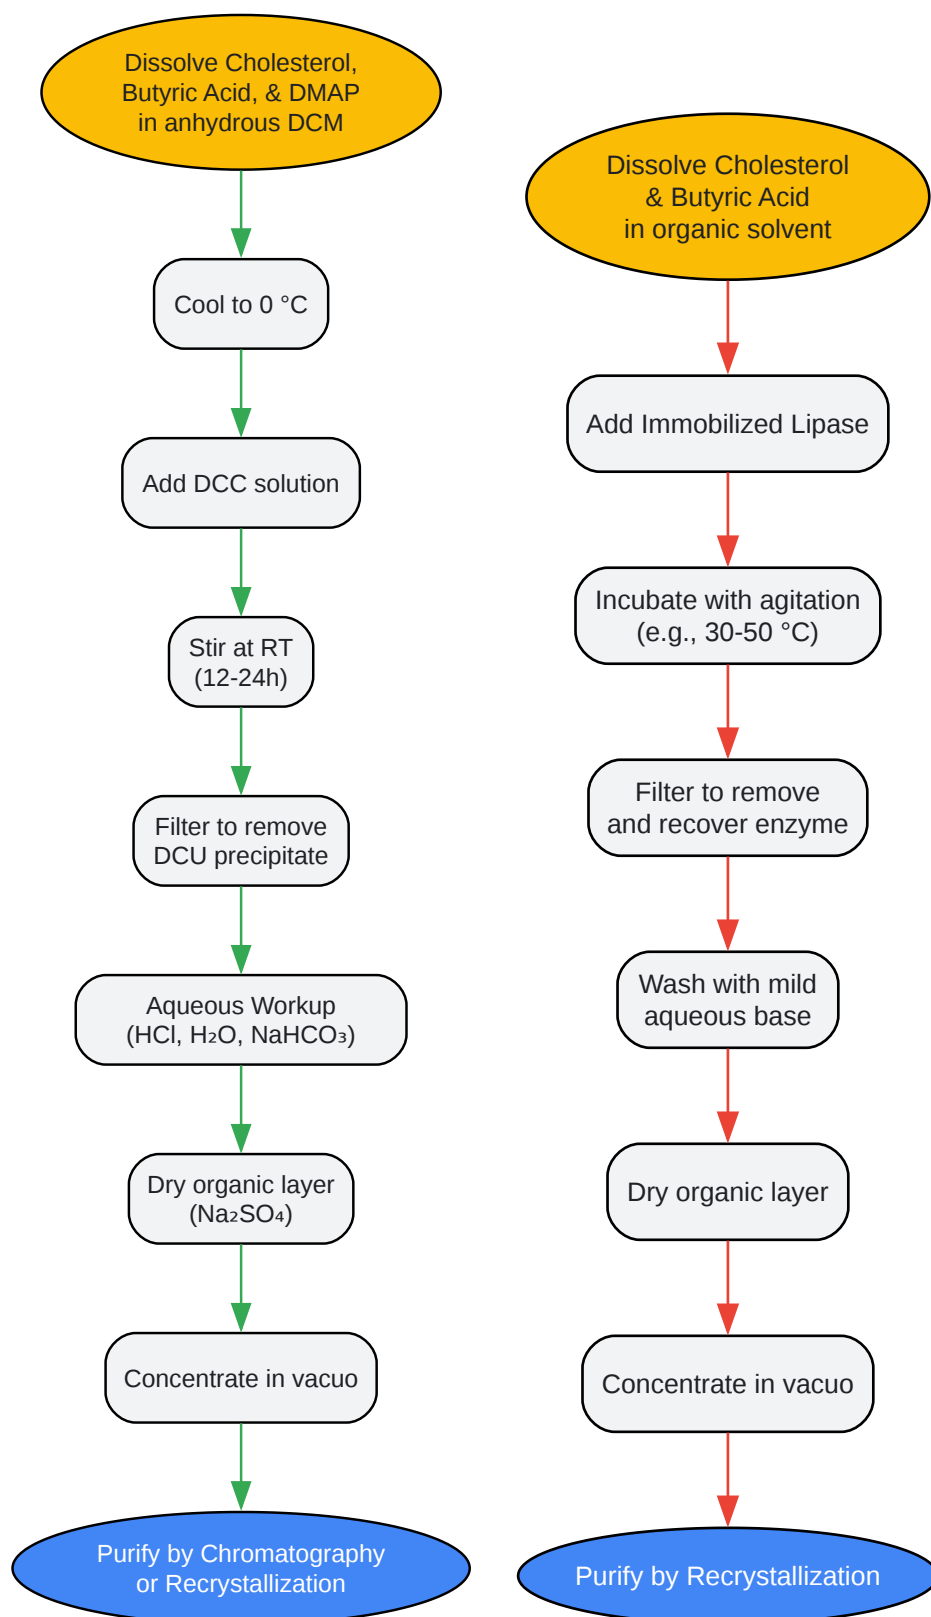 Dissolve Cholesterol,
Butyric Acid, & DMAP
in anhydrous DCM
Cool to 0 °C
Add DCC solution
Stir at RT
(12-24h)
Filter to remove
DCU precipitate
Aqueous Workup
(HCl, H₂O, NaHCO₃)
Dry organic layer
(Na₂SO₄)
Concentrate in vacuo
Purify by Chromatography
or Recrystallization
Dissolve Cholesterol
& Butyric Acid
in organic solvent
Add Immobilized Lipase
Incubate with agitation
(e.g., 30-50 °C)
Filter to remove
and recover enzyme
Wash with mild
aqueous base
Dry organic layer
Concentrate in vacuo
Purify by Recrystallization